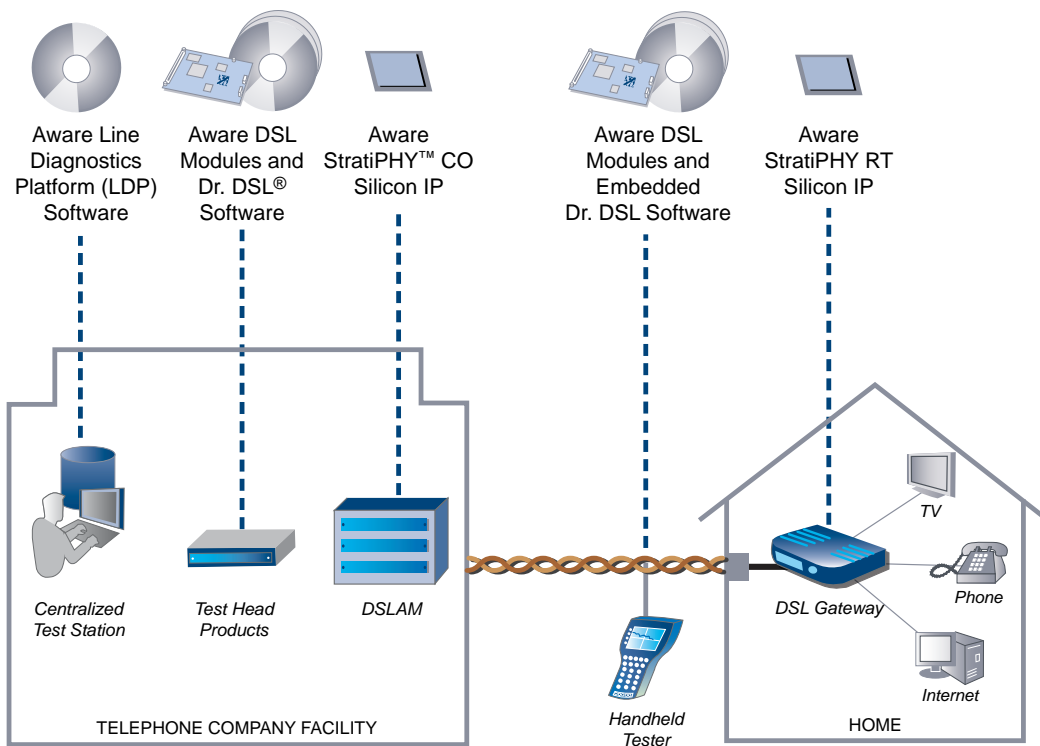 Aware Line
Diagnostics
Platform (LDP)
Software
Aware DSL
Modules and
Dr. DSL®
Software
Aware
StratiPHY™ CO
Silicon IP
Aware DSL
Modules and
Embedded
Dr. DSL Software
Aware
StratiPHY RT
Silicon IP
Centralized
Test Station
Test Head
Products
DSLAM
TELEPHONE COMPANY FACILITY
Handheld
Tester
DSL Gateway
TV
Phone
Internet
HOME